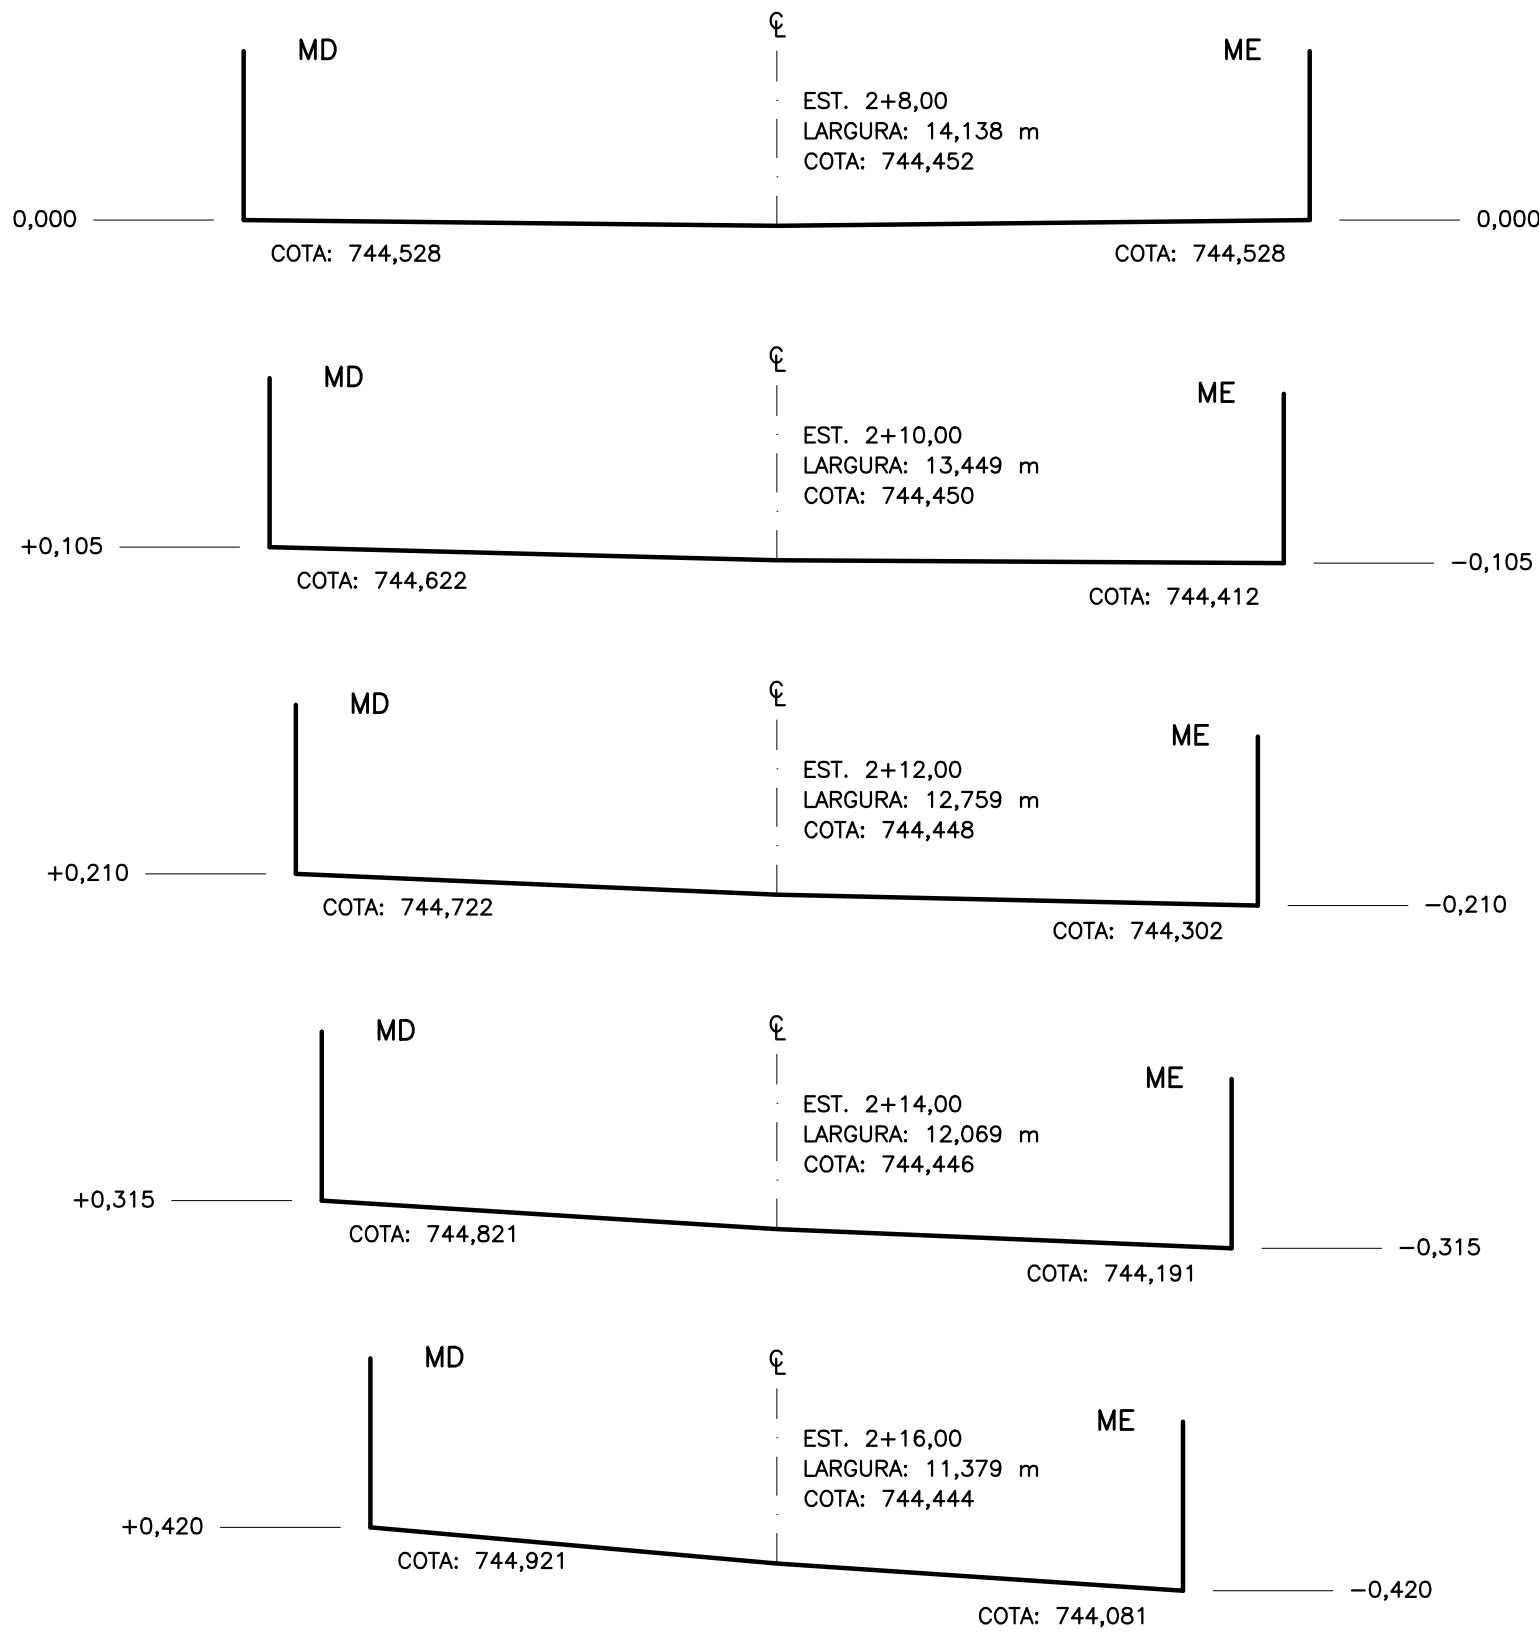 ℄
MD
ME
EST. 2+8,00
LARGURA: 14,138 m
COTA: 744,452
0,000
0,000
COTA: 744,528
COTA: 744,528
℄
MD
ME
EST. 2+10,00
LARGURA: 13,449 m
COTA: 744,450
+0,105
-0,105
COTA: 744,622
COTA: 744,412
℄
MD
ME
EST. 2+12,00
LARGURA: 12,759 m
COTA: 744,448
+0,210
-0,210
COTA: 744,722
COTA: 744,302
℄
MD
ME
EST. 2+14,00
LARGURA: 12,069 m
COTA: 744,446
+0,315
-0,315
COTA: 744,821
COTA: 744,191
℄
MD
ME
EST. 2+16,00
LARGURA: 11,379 m
COTA: 744,444
+0,420
-0,420
COTA: 744,921
COTA: 744,081